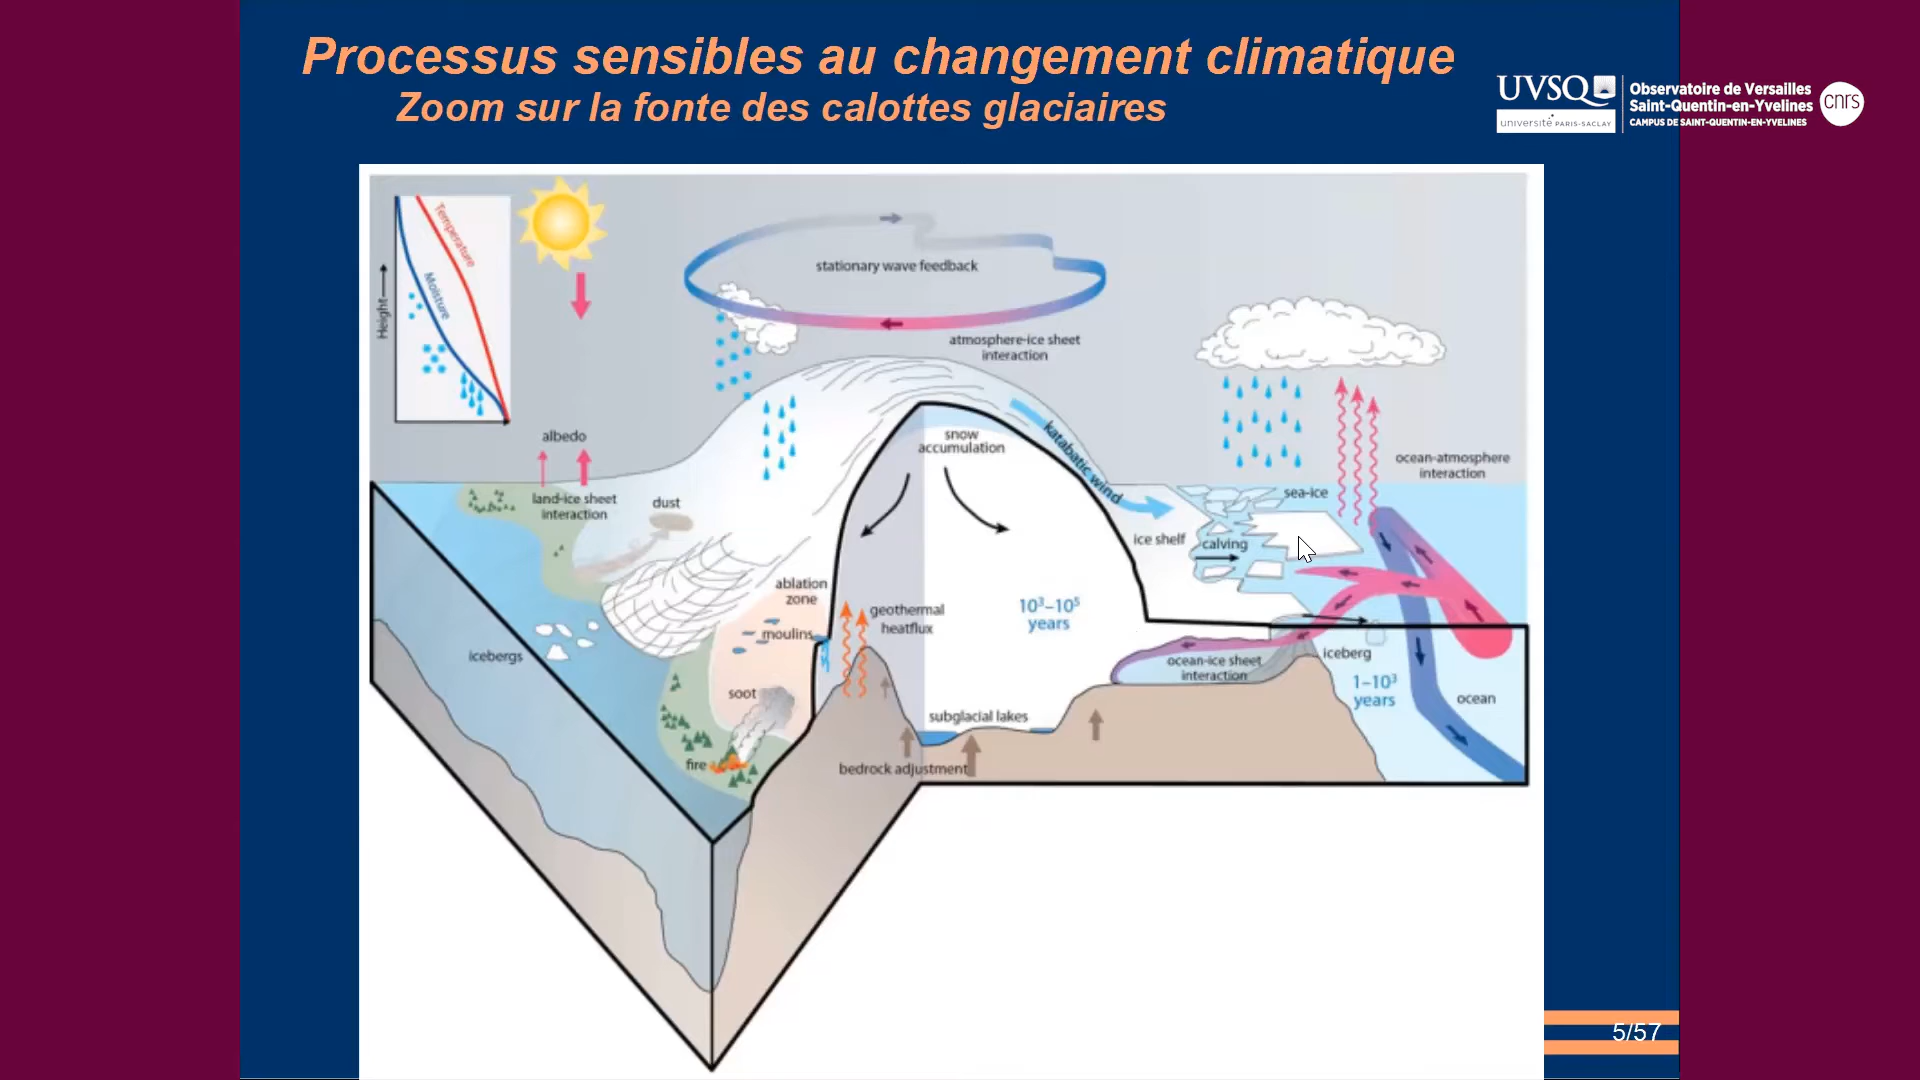 Processus sensibles au changement climatique
Zoom sur la fonte des calottes glaciaires
UVSQ
université PARIS-SACLAY
Observatoire de Versailles
Saint-Quentin-en-Yvelines
CAMPUS DE SAINT-QUENTIN-EN-YVELINES
cnrs
Height
Temperature
Moisture
stationary wave feedback
atmosphere-ice sheet
interaction
albedo
land-ice sheet
interaction
dust
snow
accumulation
katabatic wind
ocean-atmosphere
interaction
sea-ice
ice shelf
calving
ablation
zone
moulins
geothermal
heatflux
10³–10⁵
years
icebergs
soot
fire
subglacial lakes
bedrock adjustment
ocean-ice sheet
interaction
iceberg
1–10³
years
ocean
5/57